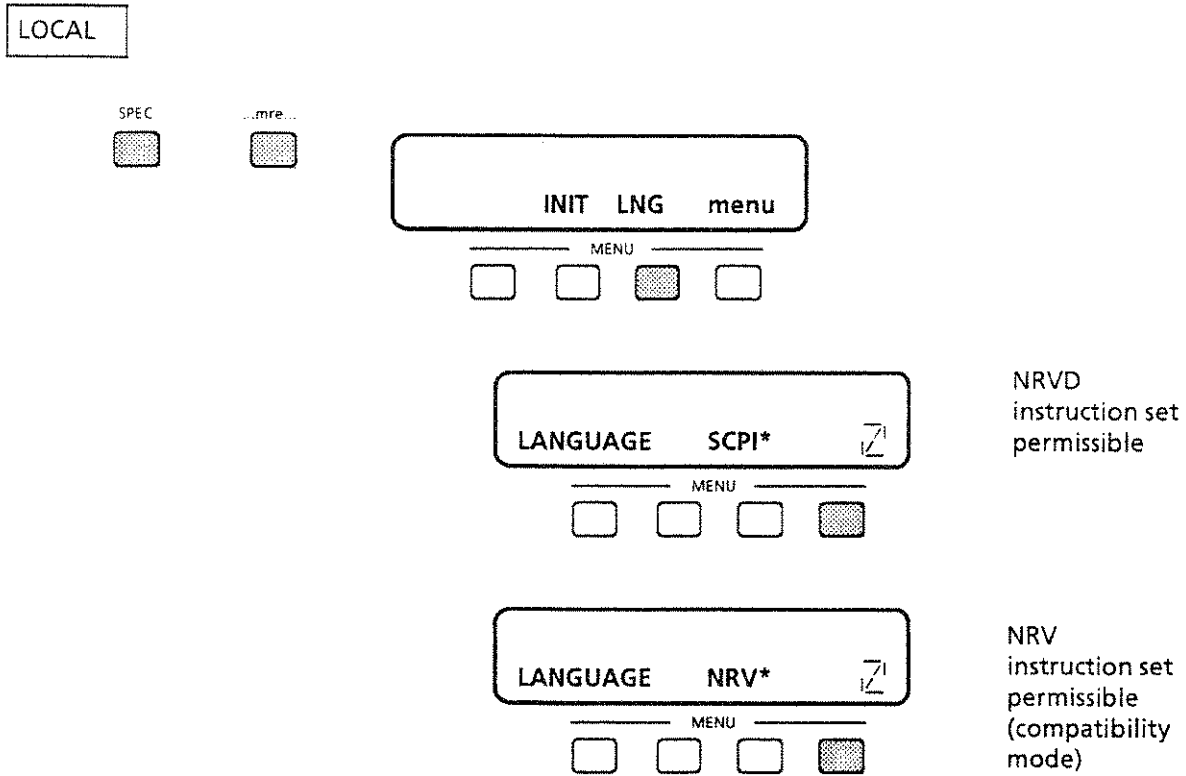 LOCAL
SPEC
...mre...
INIT LNG menu
MENU
LANGUAGE SCPI*
MENU
NRVD
instruction set
permissible
LANGUAGE NRV*
MENU
NRV
instruction set
permissible
(compatibility
mode)